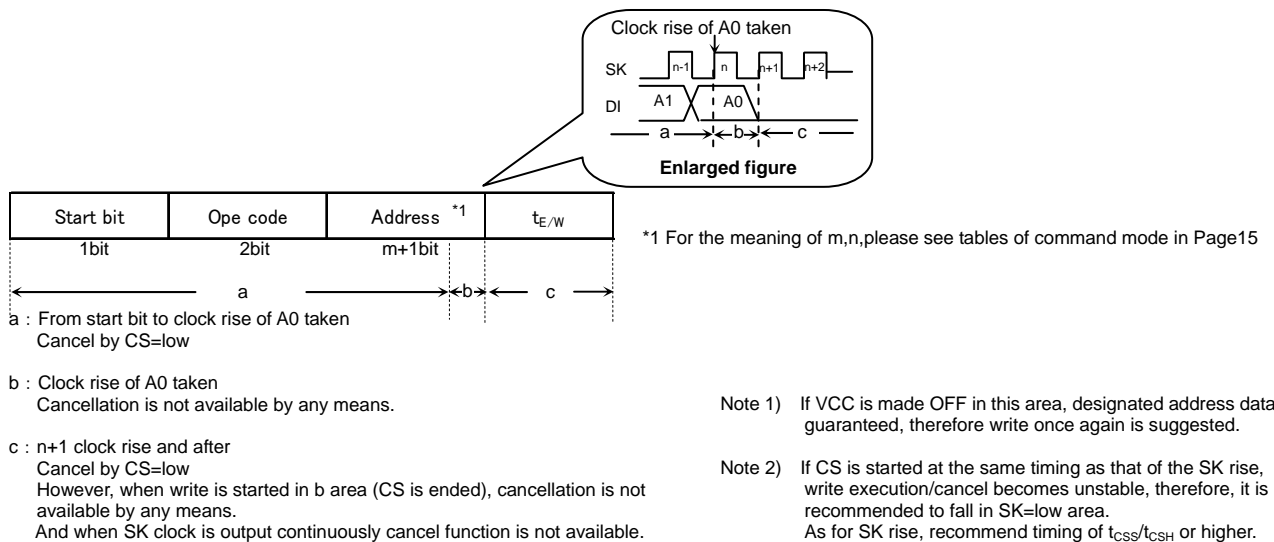 Clock rise of A0 taken
SK n-1 n n+1 n+2
DI A1 A0
a b c
Enlarged figure
Start bit Ope code Address *1 tE/W
1bit 2bit m+1bit
*1 For the meaning of m,n,please see tables of command mode in Page15
a b c
a : From start bit to clock rise of A0 taken
Cancel by CS=low
b : Clock rise of A0 taken
Cancellation is not available by any means.
c : n+1 clock rise and after
Cancel by CS=low
However, when write is started in b area (CS is ended), cancellation is not
available by any means.
And when SK clock is output continuously cancel function is not available.
Note 1) If VCC is made OFF in this area, designated address data
guaranteed, therefore write once again is suggested.
Note 2) If CS is started at the same timing as that of the SK rise,
write execution/cancel becomes unstable, therefore, it is
recommended to fall in SK=low area.
As for SK rise, recommend timing of tCSS/tCSH or higher.